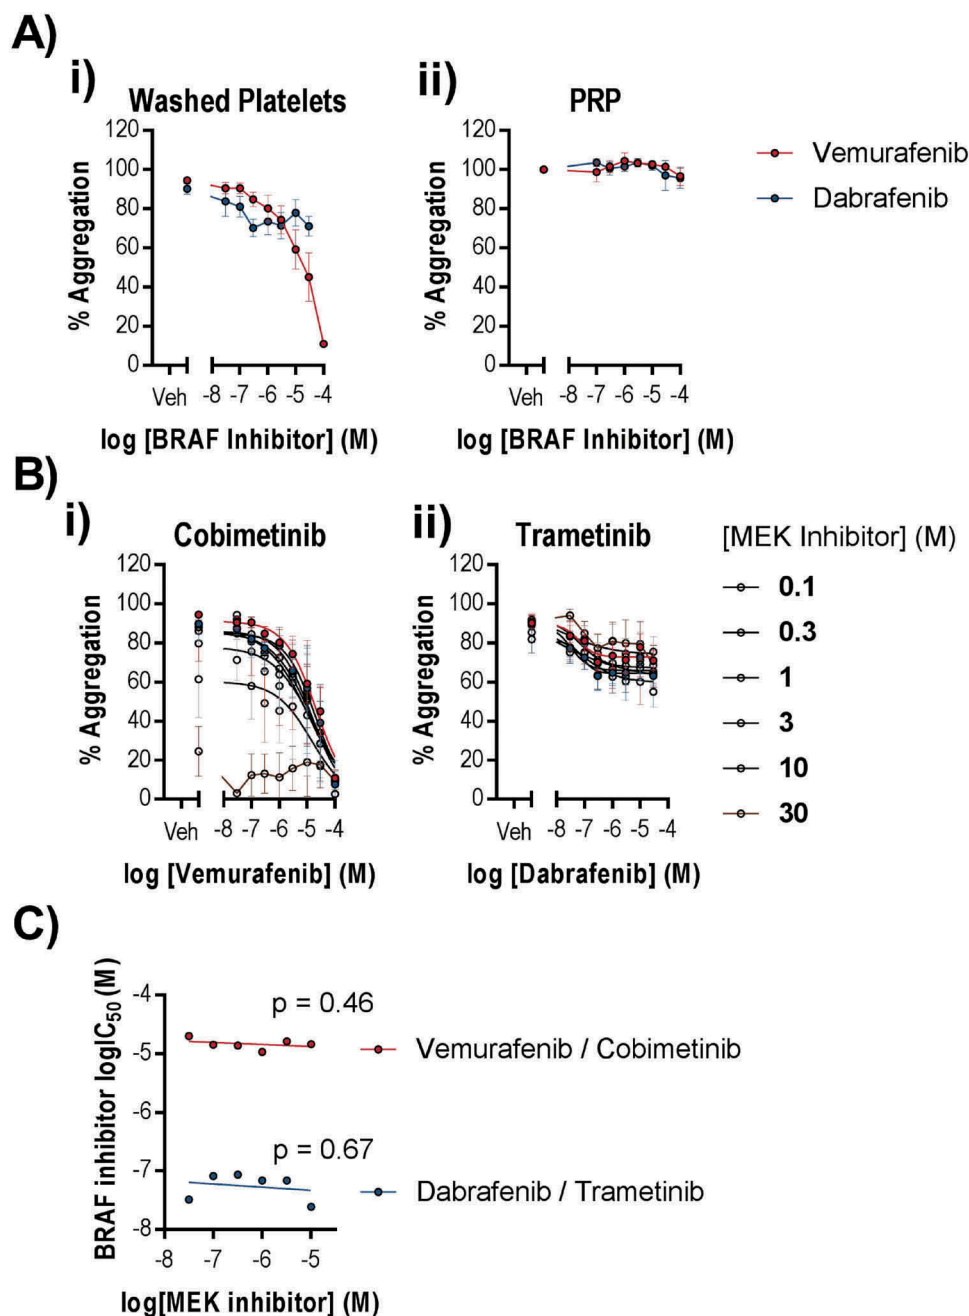 A)
i)
ii)
Washed Platelets
PRP
120
100
80
60
40
20
0
% Aggregation
Veh -8 -7 -6 -5 -4
log [BRAF Inhibitor] (M)
120
100
80
60
40
20
0
% Aggregation
Veh -8 -7 -6 -5 -4
log [BRAF Inhibitor] (M)
Vemurafenib
Dabrafenib
B)
i)
ii)
Cobimetinib
Trametinib
120
100
80
60
40
20
0
% Aggregation
Veh -8 -7 -6 -5 -4
log [Vemurafenib] (M)
120
100
80
60
40
20
0
% Aggregation
Veh -8 -7 -6 -5 -4
log [Dabrafenib] (M)
[MEK Inhibitor] (M)
0.1
0.3
1
3
10
30
C)
BRAF inhibitor logIC50 (M)
-4
-5
-6
-7
-8
p = 0.46
p = 0.67
-8 -7 -6 -5
log[MEK inhibitor] (M)
Vemurafenib / Cobimetinib
Dabrafenib / Trametinib